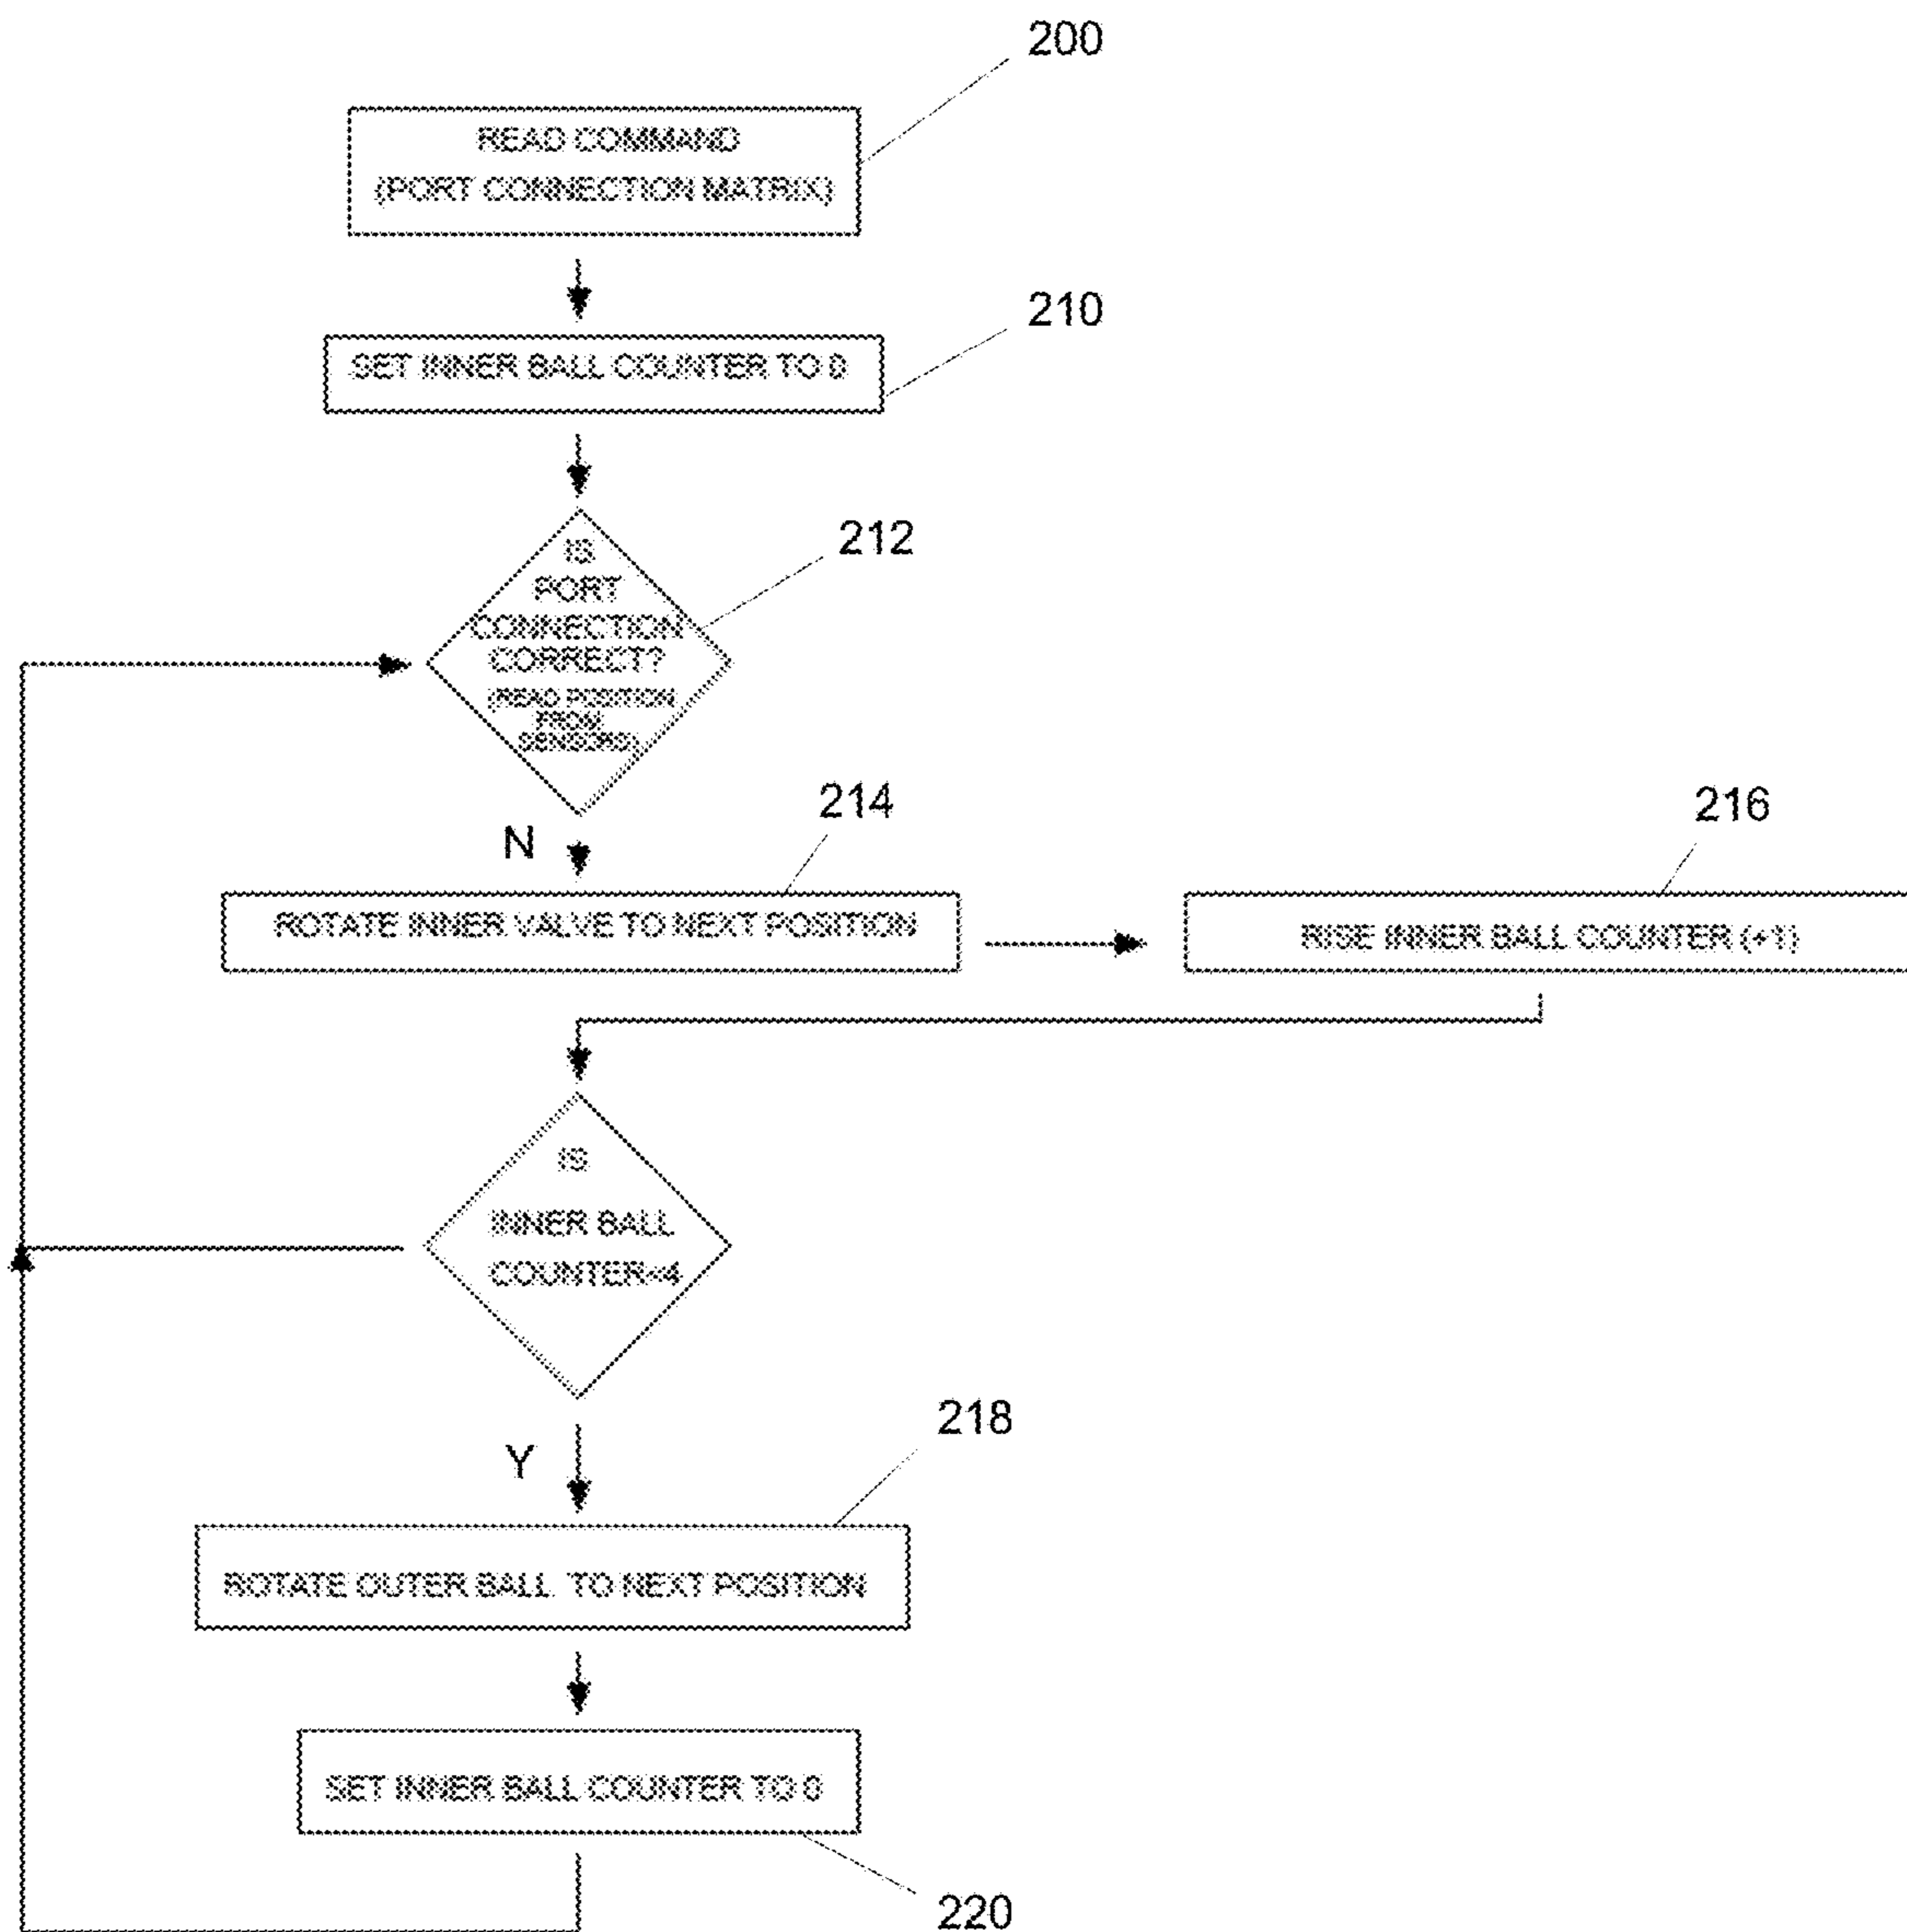 200
READ COMMAND
(PORT CONNECTION MATRIX)
210
SET INNER BALL COUNTER TO 0
212
IS
PORT
CONNECTION
CORRECT?
(READ POSITION
FROM
SENSORS)
214
216
N
ROTATE INNER VALVE TO NEXT POSITION
RISE INNER BALL COUNTER (+1)
IS
INNER BALL
COUNTER=4
218
Y
ROTATE OUTER BALL TO NEXT POSITION
SET INNER BALL COUNTER TO 0
220